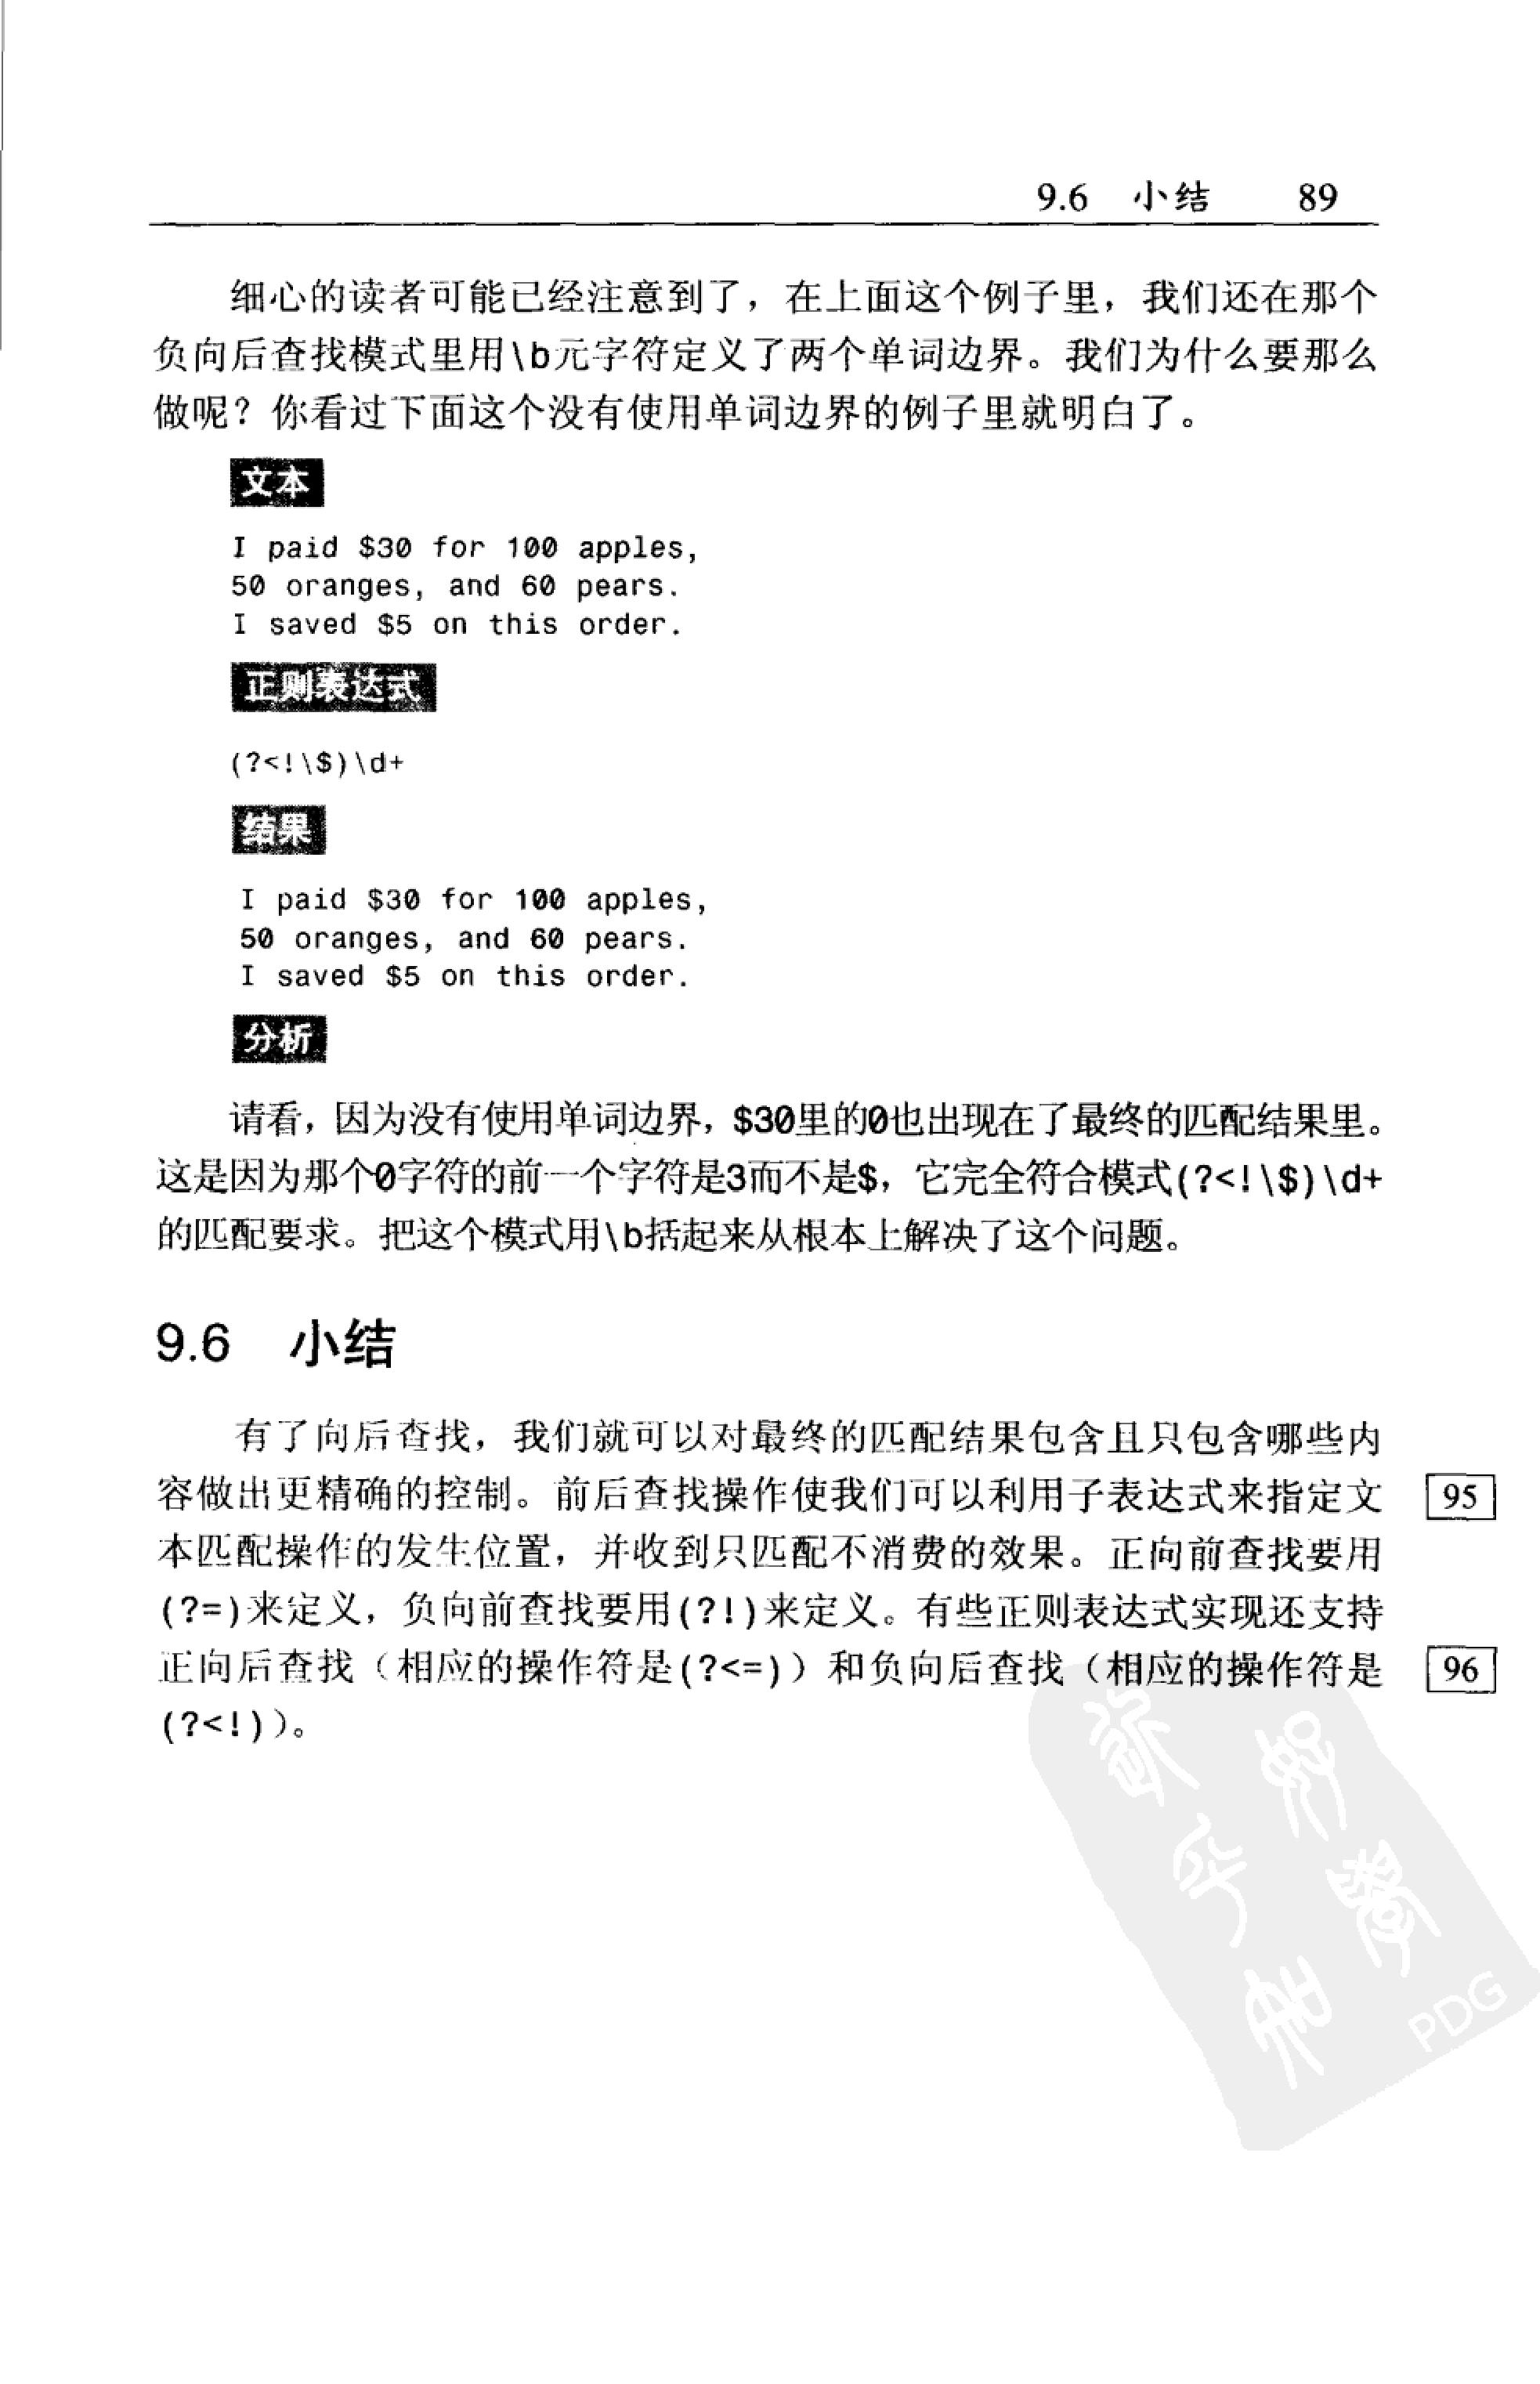 9.6 小结 89
细心的读者可能已经注意到了，在上面这个例子里，我们还在那个
负向后查找模式里用\b元字符定义了两个单词边界。我们为什么要那么
做呢？你看过下面这个没有使用单词边界的例子里就明白了。
文本
I paid $30 for 100 apples,
50 oranges, and 60 pears.
I saved $5 on this order.
正则表达式
(?<!\$)\d+
结果
I paid $30 for 100 apples,
50 oranges, and 60 pears.
I saved $5 on this order.
分析
请看，因为没有使用单词边界，$30里的0也出现在了最终的匹配结果里。
这是因为那个0字符的前一个字符是3而不是$，它完全符合模式(?<!\$)\d+
的匹配要求。把这个模式用\b括起来从根本上解决了这个问题。
9.6 小结
有了向后查找，我们就可以对最终的匹配结果包含且只包含哪些内
容做出更精确的控制。前后查找操作使我们可以利用子表达式来指定文
95
本匹配操作的发生位置，并收到只匹配不消费的效果。正向前查找要用
(?=)来定义，负向前查找要用(?!)来定义。有些正则表达式实现还支持
正向后查找（相应的操作符是(?<=)）和负向后查找（相应的操作符是
96
(?<!)）。
PDG